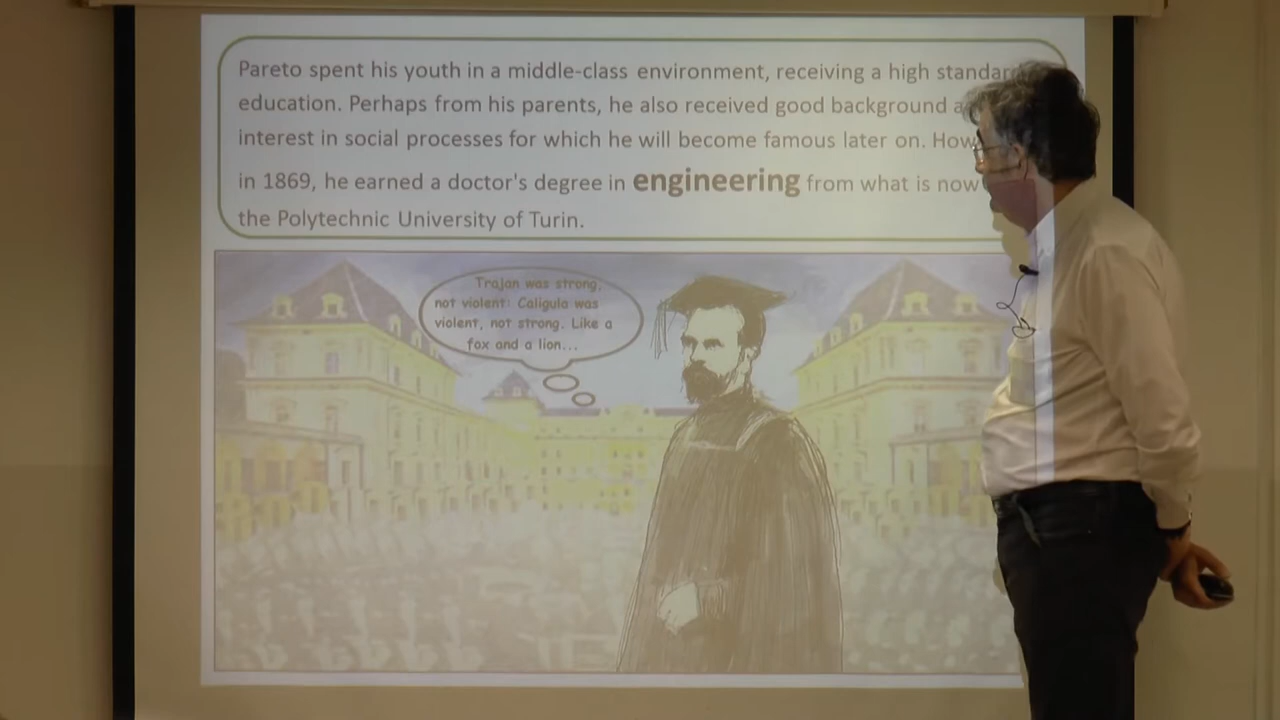 Pareto spent his youth in a middle-class environment, receiving a high standard
education. Perhaps from his parents, he also received good background
interest in social processes for which he will become famous later on.
in 1869, he earned a doctor's degree in engineering from what is now
the Polytechnic University of Turin.
Trajan was strong,
not violent: Caligula was
violent, not strong. Like a
fox and a lion...